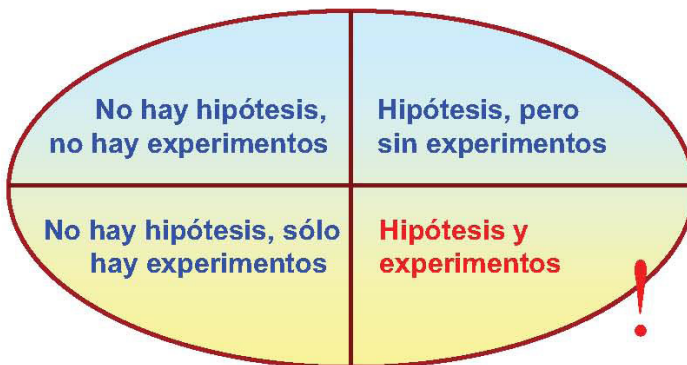 No hay hipótesis,
no hay experimentos
Hipótesis, pero
sin experimentos
No hay hipótesis, sólo
hay experimentos
Hipótesis y
experimentos
!